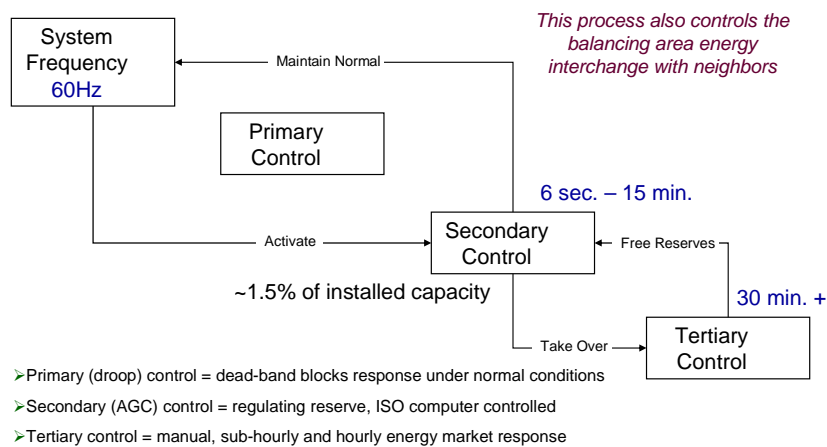 System
Frequency
60Hz
This process also controls the
balancing area energy
interchange with neighbors
Maintain Normal
Primary
Control
6 sec. – 15 min.
Activate
Secondary
Control
Free Reserves
~1.5% of installed capacity
30 min. +
Take Over
Tertiary
Control
➢Primary (droop) control = dead-band blocks response under normal conditions
➢Secondary (AGC) control = regulating reserve, ISO computer controlled
➢Tertiary control = manual, sub-hourly and hourly energy market response